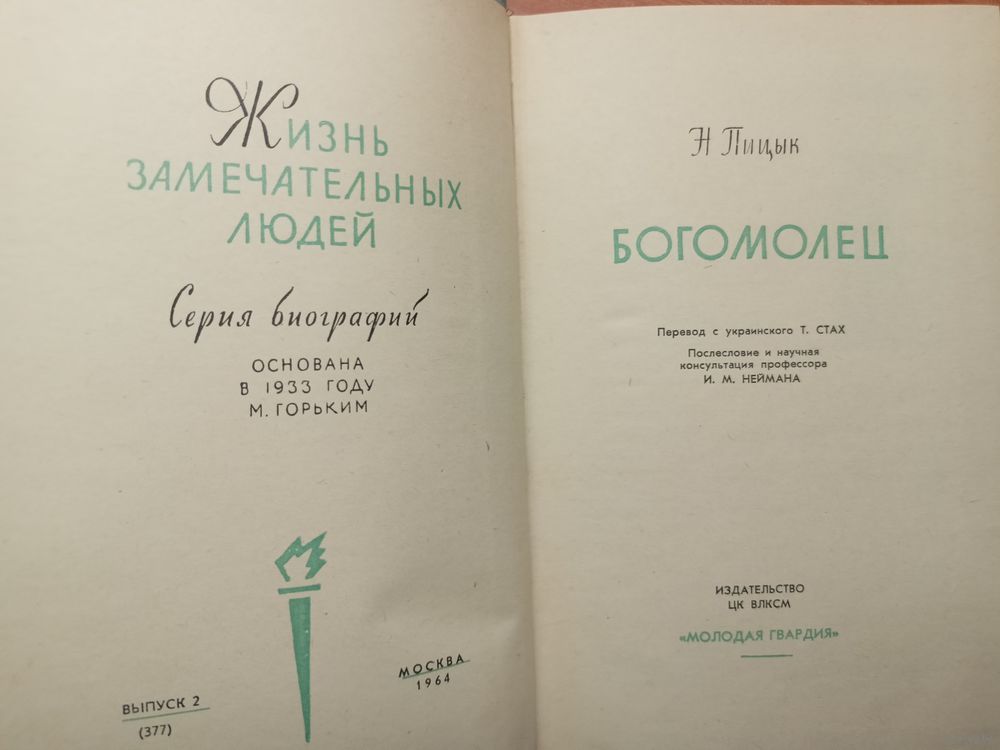 Жизнь
ЗАМЕЧАТЕЛЬНЫХ
ЛЮДЕЙ
Серия биографий
ОСНОВАНА
В 1933 ГОДУ
М. ГОРЬКИМ
МОСКВА
1964
ВЫПУСК 2
(377)
Н Пицык
БОГОМОЛЕЦ
Перевод с украинского Т. СТАХ
Послесловие и научная
консультация профессора
И. М. НЕЙМАНА
ИЗДАТЕЛЬСТВО
ЦК ВЛКСМ
«МОЛОДАЯ ГВАРДИЯ»